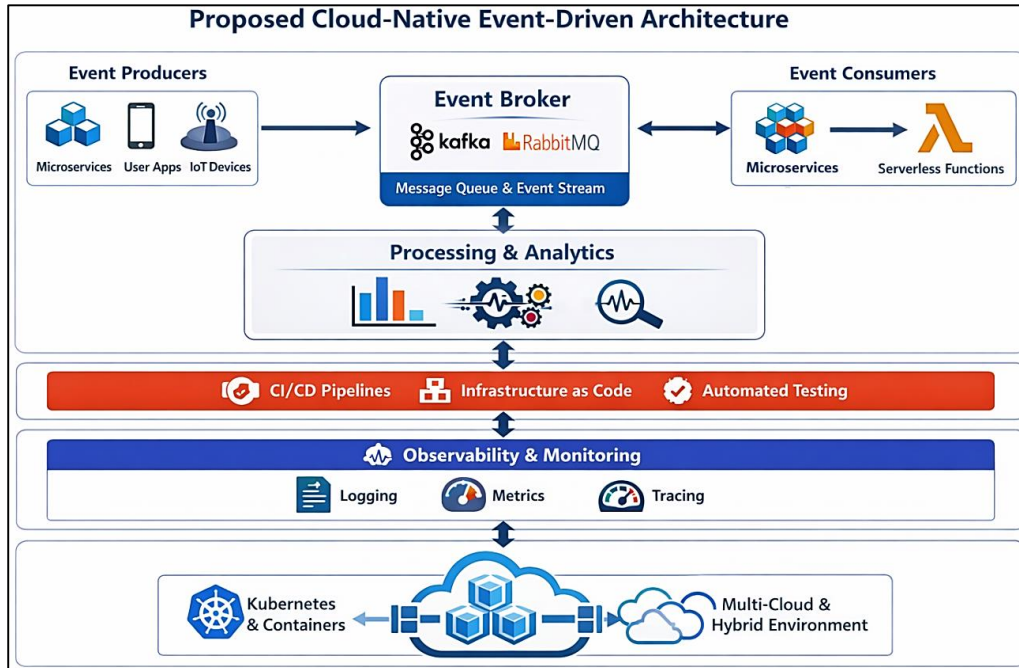 Proposed Cloud-Native Event-Driven Architecture
Event Producers
Microservices
User Apps
IoT Devices
Event Broker
kafka
RabbitMQ
Message Queue & Event Stream
Event Consumers
Microservices
Serverless Functions
Processing & Analytics
CI/CD Pipelines
Infrastructure as Code
Automated Testing
Observability & Monitoring
Logging
Metrics
Tracing
Kubernetes
& Containers
Multi-Cloud &
Hybrid Environment